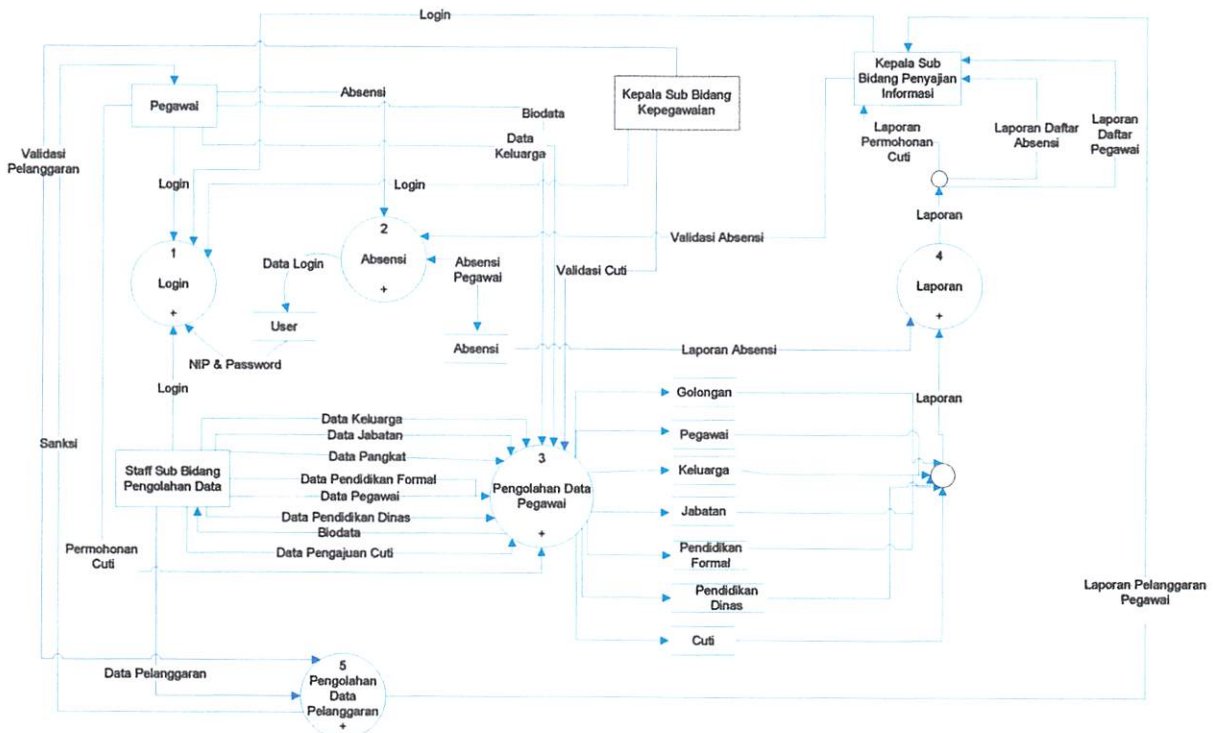 Login
Pegawai
Absensi
Kepala Sub Bidang
Kepegawaian
Kepala Sub
Bidang Penyajian
Informasi
Biodata
Data
Keluarga
Laporan
Permohonan
Cuti
Laporan Daftar
Absensi
Laporan
Daftar
Pegawai
Validasi
Pelanggaran
Login
Login
Laporan
1
Login
+
2
Absensi
+
Validasi Absensi
Data Login
Absensi
Pegawai
Validasi Cuti
4
Laporan
+
User
Absensi
Laporan Absensi
NIP & Password
Login
Golongan
Laporan
Sanksi
Staff Sub Bidang
Pengolahan Data
Data Keluarga
Data Jabatan
Data Pangkat
Data Pendidikan Formal
Data Pegawai
Data Pendidikan Dinas
Biodata
Data Pengajuan Cuti
3
Pengolahan Data
Pegawai
+
Pegawai
Keluarga
Jabatan
Pendidikan
Formal
Pendidikan
Dinas
Cuti
Permohonan
Cuti
Laporan Pelanggaran
Pegawai
Data Pelanggaran
5
Pengolahan
Data
Pelanggaran
+